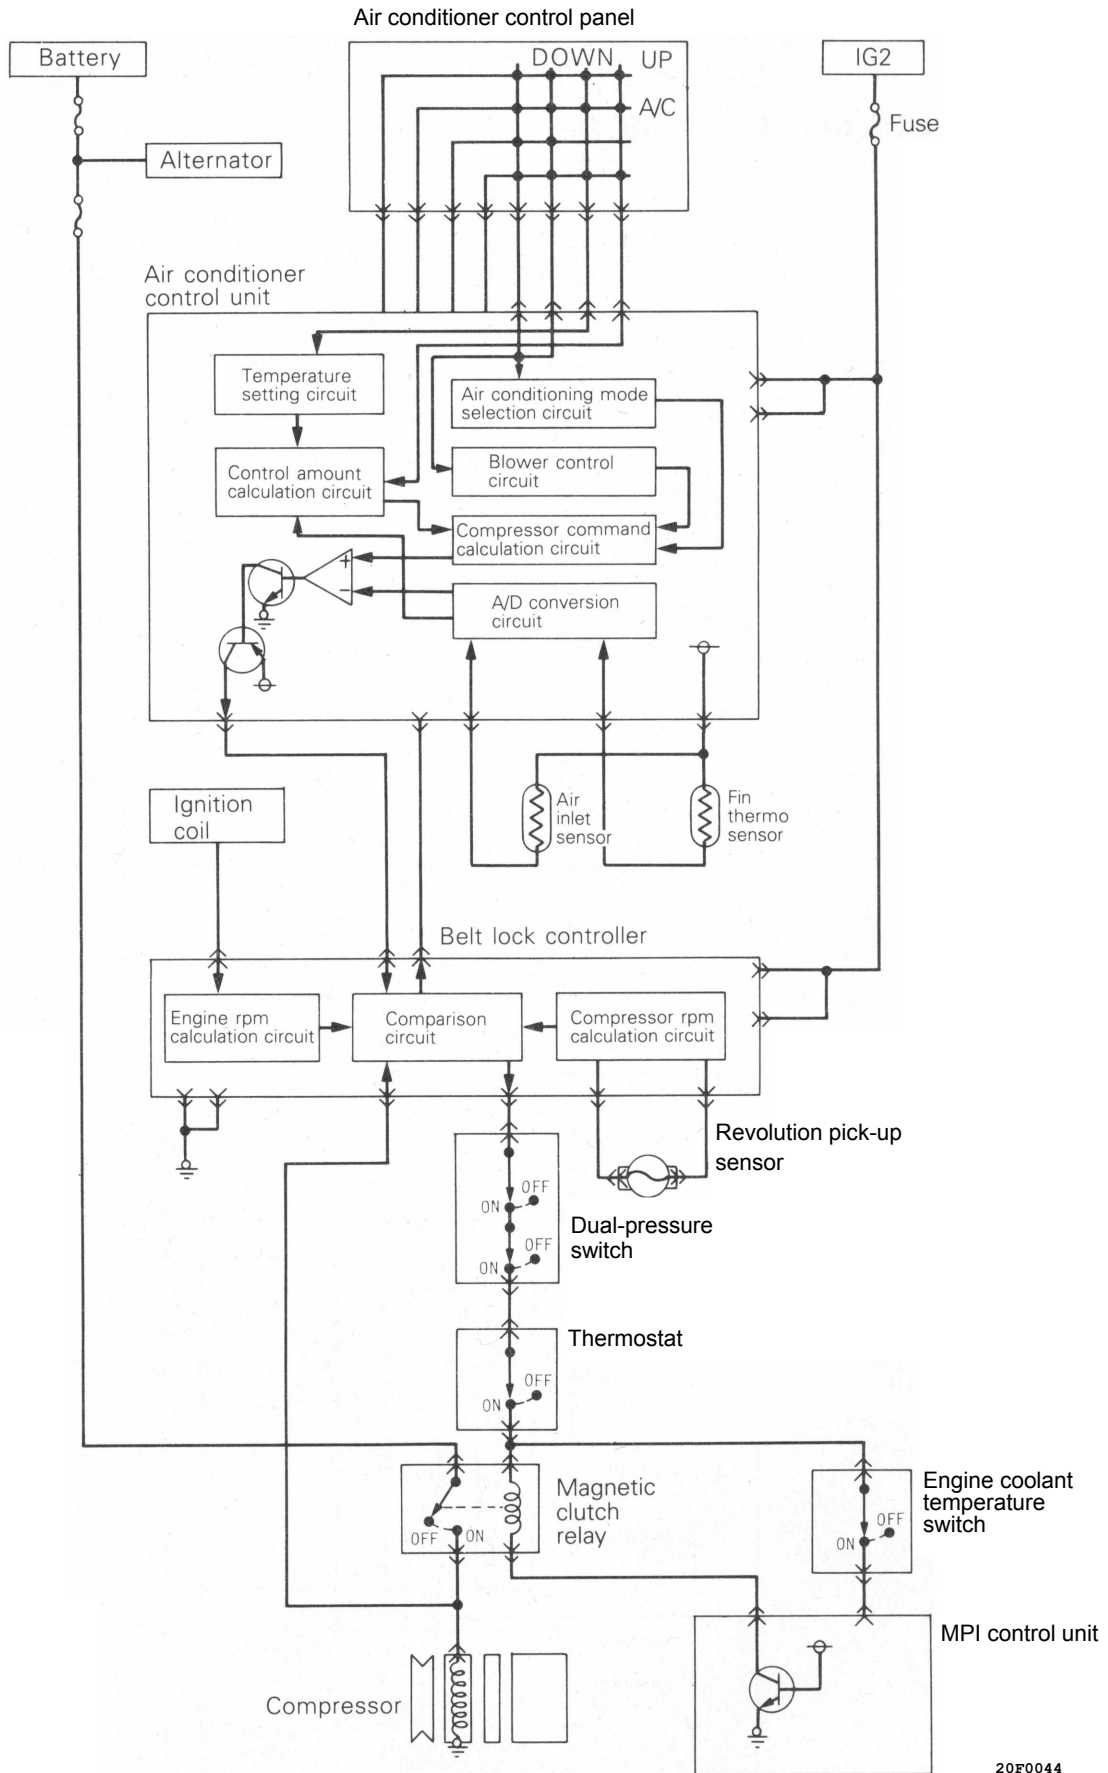 Air conditioner control panel
Battery
DOWN
UP
A/C
IG2
Fuse
Alternator
Air conditioner
control unit
Temperature
setting circuit
Air conditioning mode
selection circuit
Control amount
calculation circuit
Blower control
circuit
Compressor command
calculation circuit
+
−
A/D conversion
circuit
Ignition
coil
Air
inlet
sensor
Fin
thermo
sensor
Belt lock controller
Engine rpm
calculation circuit
Comparison
circuit
Compressor rpm
calculation circuit
Revolution pick-up
sensor
OFF
ON
Dual-pressure
switch
OFF
ON
Thermostat
OFF
ON
Magnetic
clutch
relay
OFF
ON
Engine coolant
temperature
switch
OFF
ON
MPI control unit
Compressor
20F0044